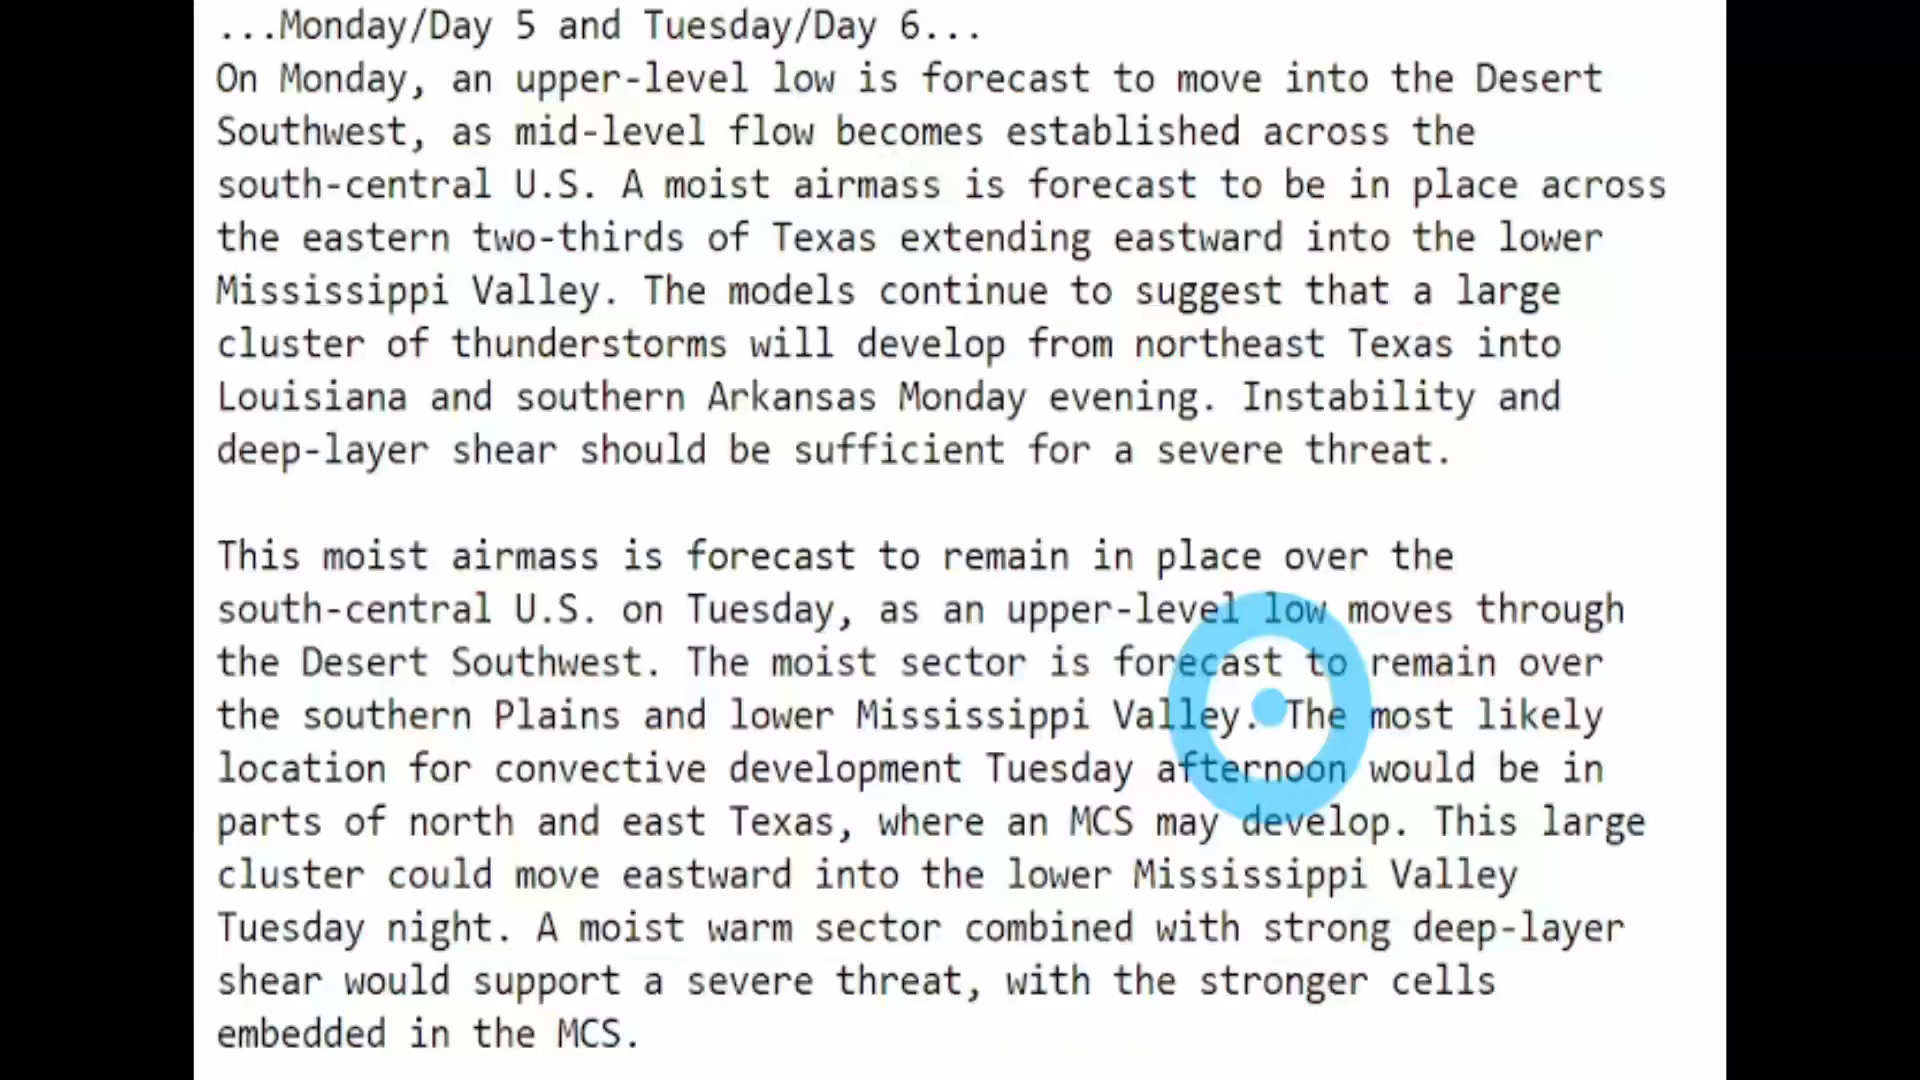 ...Monday/Day 5 and Tuesday/Day 6...
On Monday, an upper-level low is forecast to move into the Desert
Southwest, as mid-level flow becomes established across the
south-central U.S. A moist airmass is forecast to be in place across
the eastern two-thirds of Texas extending eastward into the lower
Mississippi Valley. The models continue to suggest that a large
cluster of thunderstorms will develop from northeast Texas into
Louisiana and southern Arkansas Monday evening. Instability and
deep-layer shear should be sufficient for a severe threat.
This moist airmass is forecast to remain in place over the
south-central U.S. on Tuesday, as an upper-level low moves through
the Desert Southwest. The moist sector is forecast to remain over
the southern Plains and lower Mississippi Valley. The most likely
location for convective development Tuesday afternoon would be in
parts of north and east Texas, where an MCS may develop. This large
cluster could move eastward into the lower Mississippi Valley
Tuesday night. A moist warm sector combined with strong deep-layer
shear would support a severe threat, with the stronger cells
embedded in the MCS.